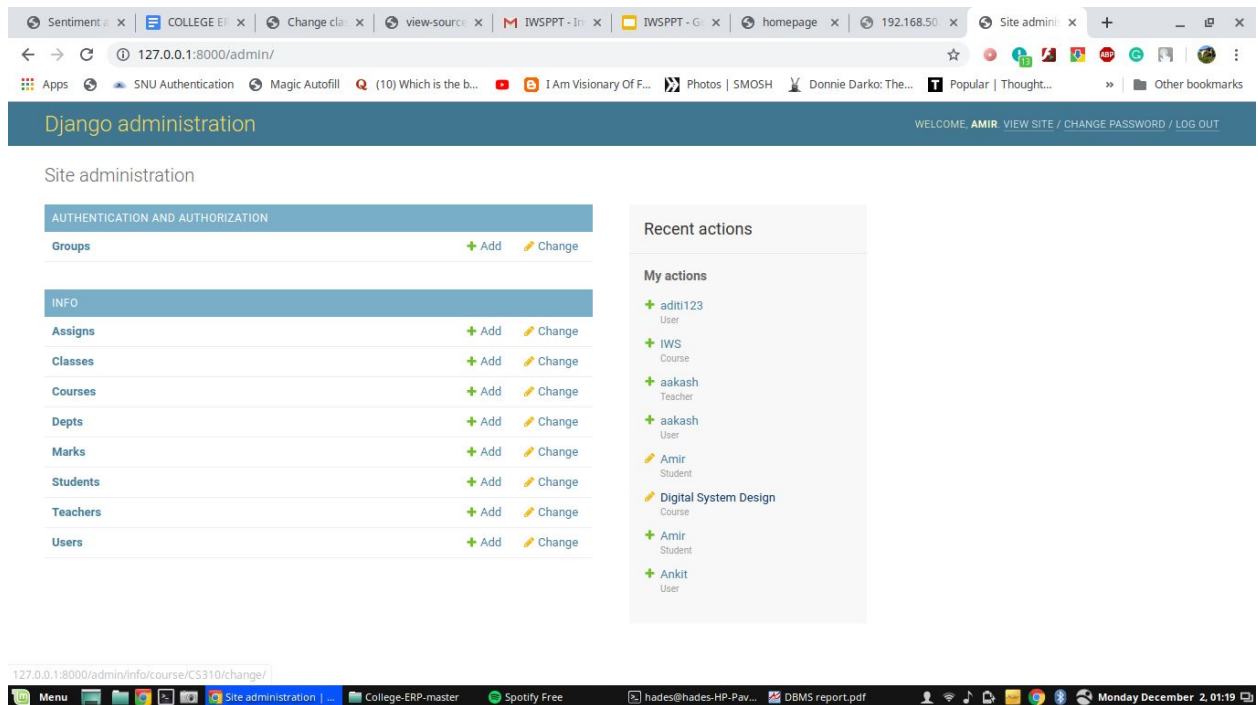 Sentiment a
COLLEGE ER
Change clas
view-source
IWSPPT - In
IWSPPT - Go
homepage
192.168.50.
Site adminis
127.0.0.1:8000/admin/
13
ABP
G
Apps
SNU Authentication
Magic Autofill
Q (10) Which is the b...
I Am Visionary Of F...
Photos | SMOSH
Donnie Darko: The...
T Popular | Thought...
»
Other bookmarks
Django administration
WELCOME, AMIR. VIEW SITE / CHANGE PASSWORD / LOG OUT
Site administration
AUTHENTICATION AND AUTHORIZATION
Groups + Add Change
INFO
Assigns + Add Change
Classes + Add Change
Courses + Add Change
Depts + Add Change
Marks + Add Change
Students + Add Change
Teachers + Add Change
Users + Add Change
Recent actions
My actions
+ aditi123
User
+ IWS
Course
+ aakash
Teacher
+ aakash
User
Amir
Student
Digital System Design
Course
+ Amir
Student
+ Ankit
User
127.0.0.1:8000/admin/info/course/CS310/change/
Menu
Site administration | ...
College-ERP-master
Spotify Free
hades@hades-HP-Pav...
DBMS report.pdf
Monday December 2, 01:19